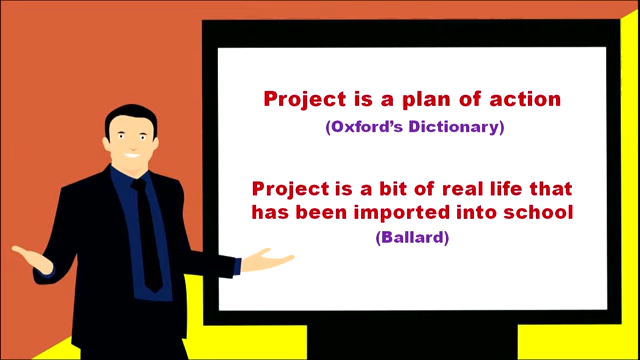 Project is a plan of action
(Oxford's Dictionary)
Project is a bit of real life that
has been imported into school
(Ballard)